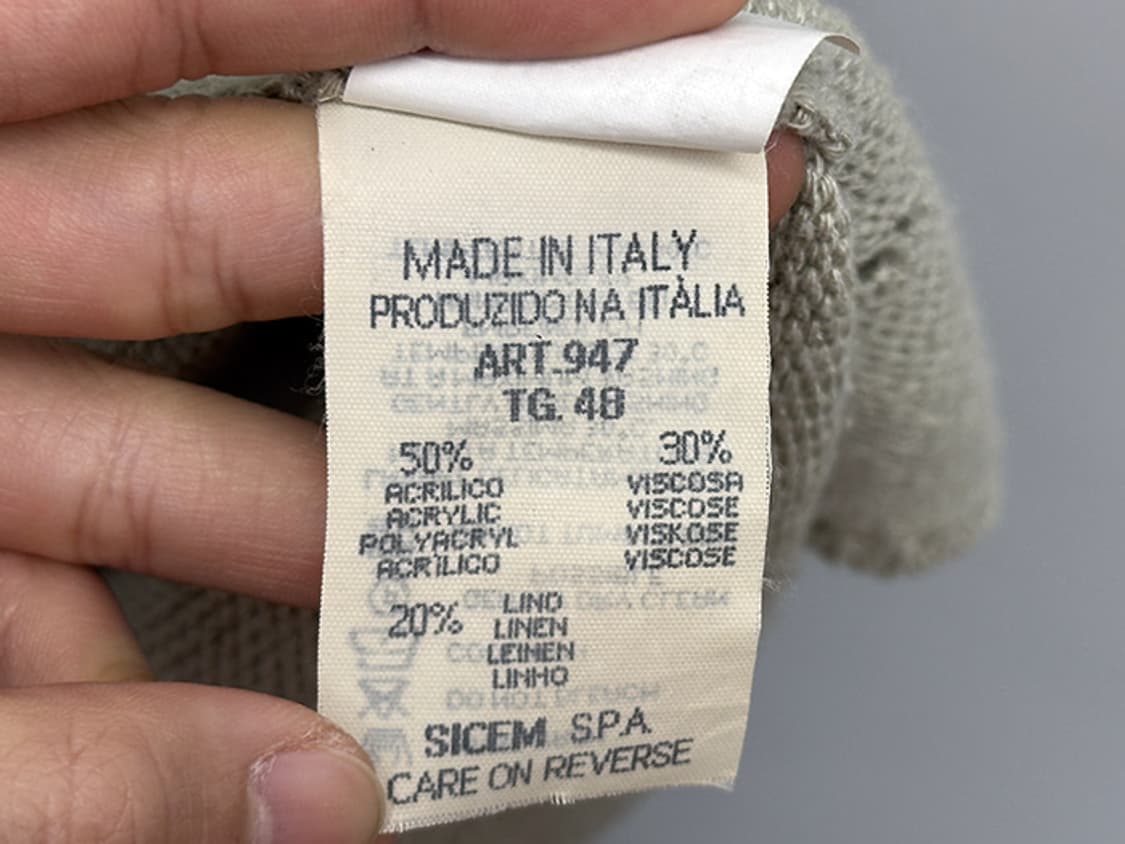 MADE IN ITALY
PRODUZIDO NA ITÀLIA
ART.947
TG. 48
50%
ACRILICO
ACRYLIC
POLYACRYL
ACRÌLICO
30%
VISCOSA
VISCOSE
VISKOSE
VISCOSE
20%
LINO
LINEN
LEINEN
LINHO
SICEM S.P.A.
CARE ON REVERSE